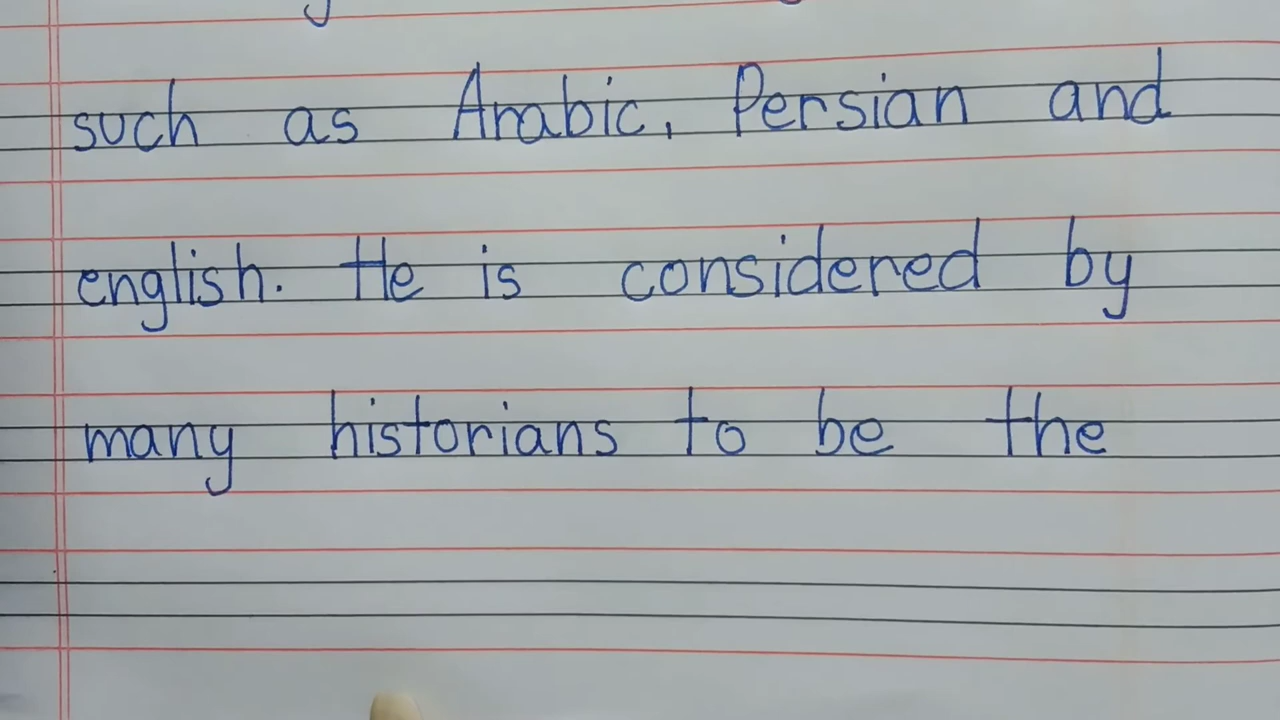 such as Arabic, Persian and
english. He is considered by
many historians to be the